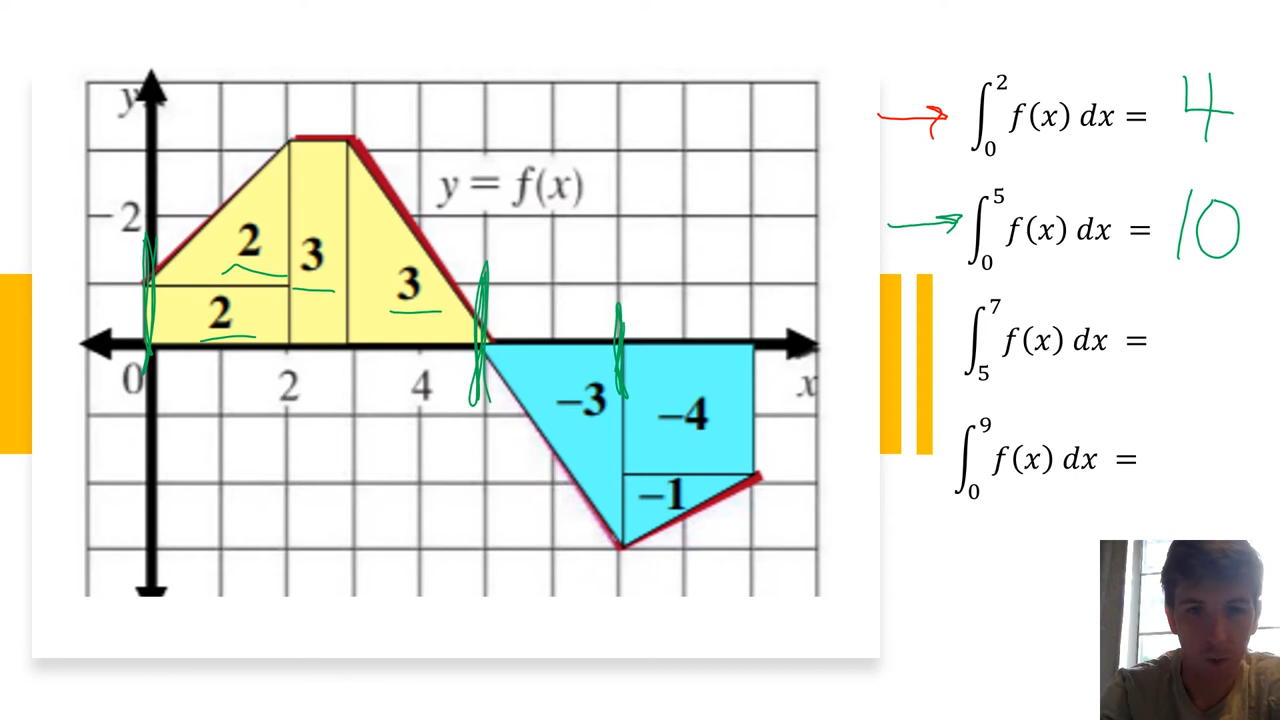 y
2
y = f(x)
2
3
3
2
0
2
4
x
−3
−4
−1
∫₀² f(x) dx = 4
∫₀⁵ f(x) dx = 10
∫₅⁷ f(x) dx =
∫₀⁹ f(x) dx =